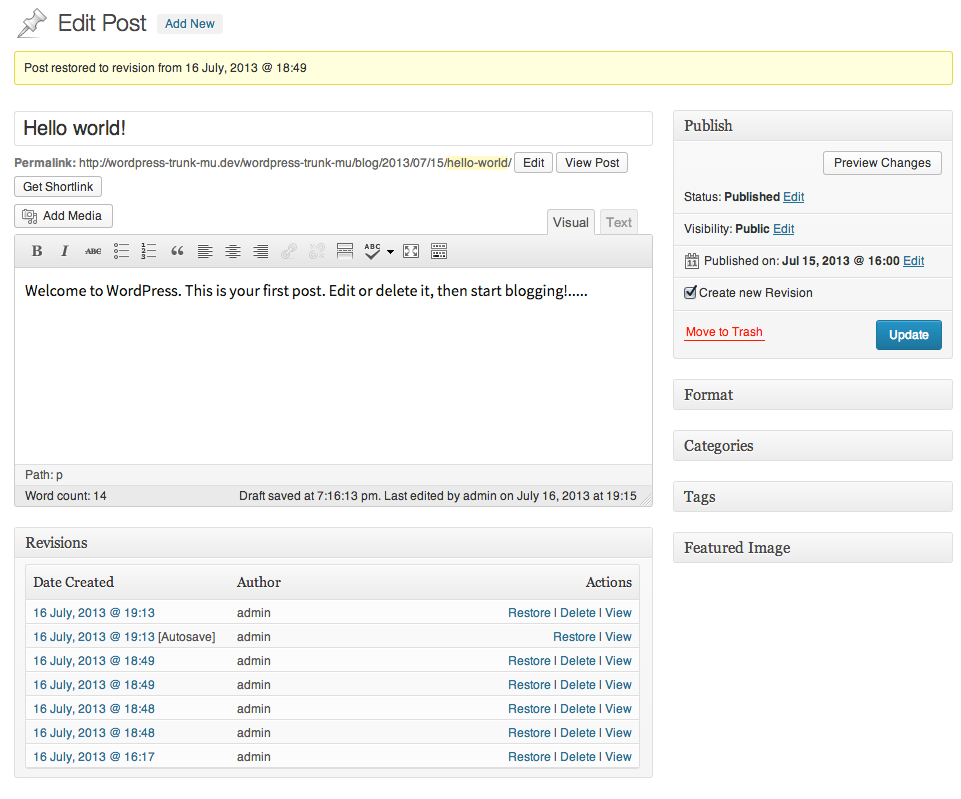 Edit Post Add New
Post restored to revision from 16 July, 2013 @ 18:49
Hello world!
Permalink: http://wordpress-trunk-mu.dev/wordpress-trunk-mu/blog/2013/07/15/hello-world/ Edit View Post
Get Shortlink
Add Media
Visual Text
B I ABC 1 2 3 “ ABC
Welcome to WordPress. This is your first post. Edit or delete it, then start blogging!.....
Path: p
Word count: 14 Draft saved at 7:16:13 pm. Last edited by admin on July 16, 2013 at 19:15
Revisions
Date Created Author Actions
16 July, 2013 @ 19:13 admin Restore | Delete | View
16 July, 2013 @ 19:13 [Autosave] admin Restore | View
16 July, 2013 @ 18:49 admin Restore | Delete | View
16 July, 2013 @ 18:49 admin Restore | Delete | View
16 July, 2013 @ 18:48 admin Restore | Delete | View
16 July, 2013 @ 18:48 admin Restore | Delete | View
16 July, 2013 @ 16:17 admin Restore | Delete | View
Publish
Preview Changes
Status: Published Edit
Visibility: Public Edit
11 Published on: Jul 15, 2013 @ 16:00 Edit
Create new Revision
Move to Trash Update
Format
Categories
Tags
Featured Image